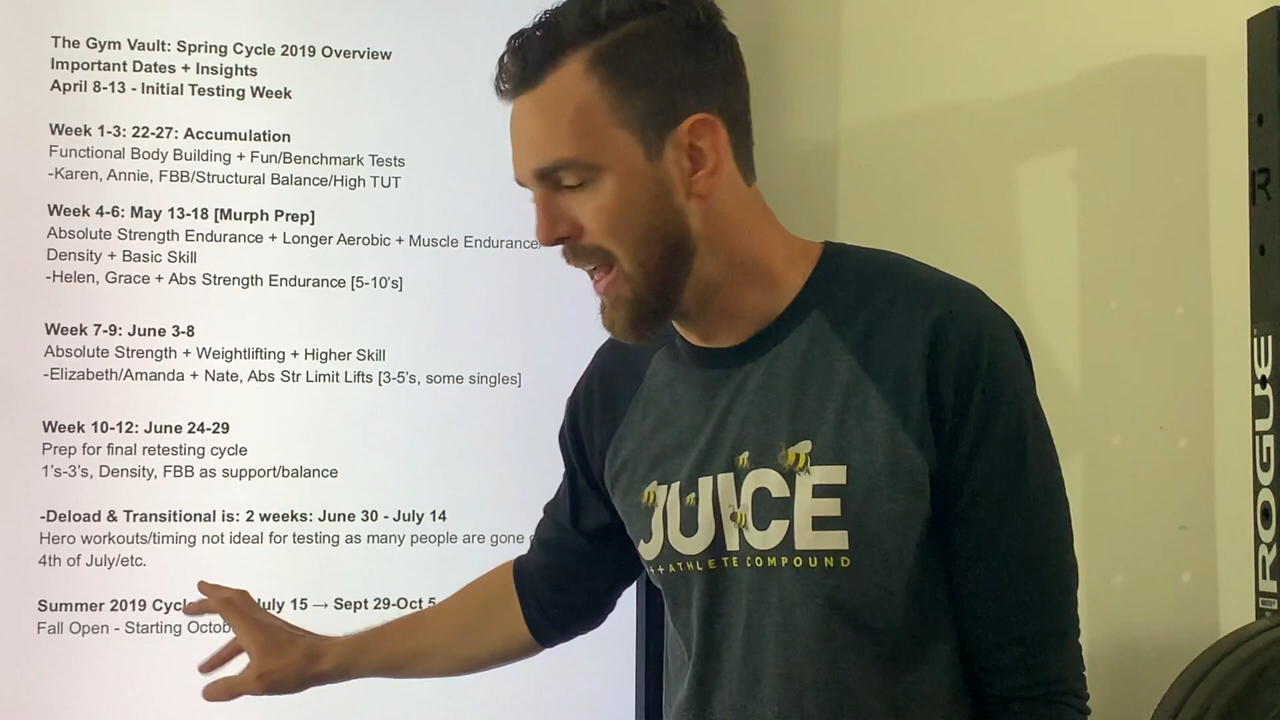 The Gym Vault: Spring Cycle 2019 Overview
Important Dates + Insights
April 8-13 - Initial Testing Week
Week 1-3: 22-27: Accumulation
Functional Body Building + Fun/Benchmark Tests
-Karen, Annie, FBB/Structural Balance/High TUT
Week 4-6: May 13-18 [Murph Prep]
Absolute Strength Endurance + Longer Aerobic + Muscle Endurance/
Density + Basic Skill
-Helen, Grace + Abs Strength Endurance [5-10's]
Week 7-9: June 3-8
Absolute Strength + Weightlifting + Higher Skill
-Elizabeth/Amanda + Nate, Abs Str Limit Lifts [3-5's, some singles]
Week 10-12: June 24-29
Prep for final retesting cycle
1's-3's, Density, FBB as support/balance
-Deload & Transitional is: 2 weeks: June 30 - July 14
Hero workouts/timing not ideal for testing as many people are gone
4th of July/etc.
Summer 2019 July 15 → Sept 29-Oct 5
Fall Open - Starting
JUICE
++ATHLETE COMPOUND
R
ROGUE